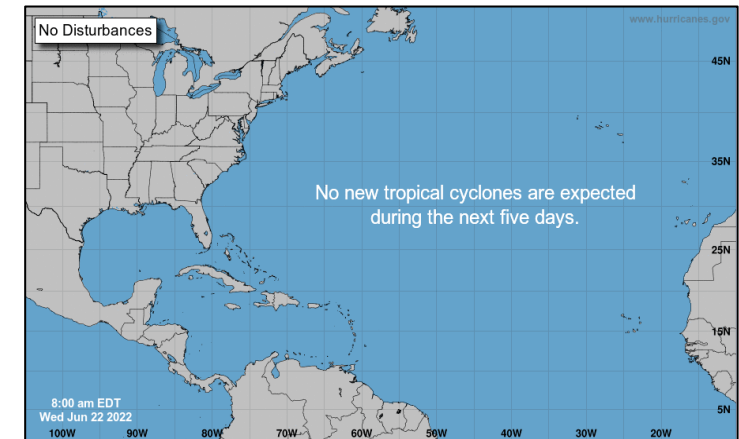 No Disturbances
www.hurricanes.gov
45N
35N
No new tropical cyclones are expected
during the next five days.
25N
15N
8:00 am EDT
Wed Jun 22 2022
5N
100W 90W 80W 70W 60W 50W 40W 30W 20W